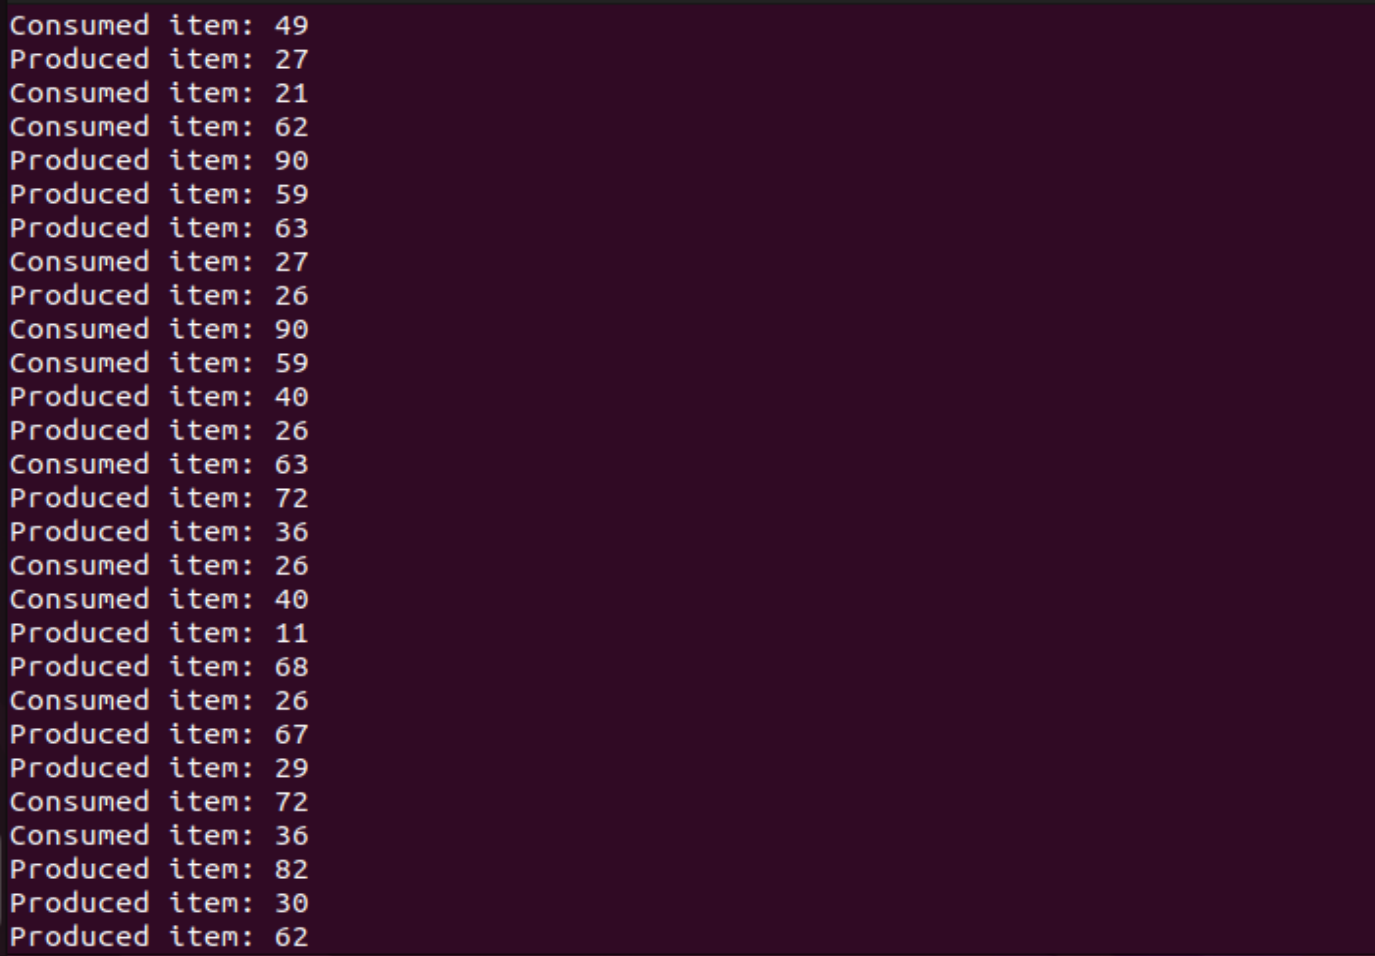 Consumed item: 49
Produced item: 27
Consumed item: 21
Consumed item: 62
Produced item: 90
Produced item: 59
Produced item: 63
Consumed item: 27
Produced item: 26
Consumed item: 90
Consumed item: 59
Produced item: 40
Produced item: 26
Consumed item: 63
Produced item: 72
Produced item: 36
Consumed item: 26
Consumed item: 40
Produced item: 11
Produced item: 68
Consumed item: 26
Produced item: 67
Produced item: 29
Consumed item: 72
Consumed item: 36
Produced item: 82
Produced item: 30
Produced item: 62